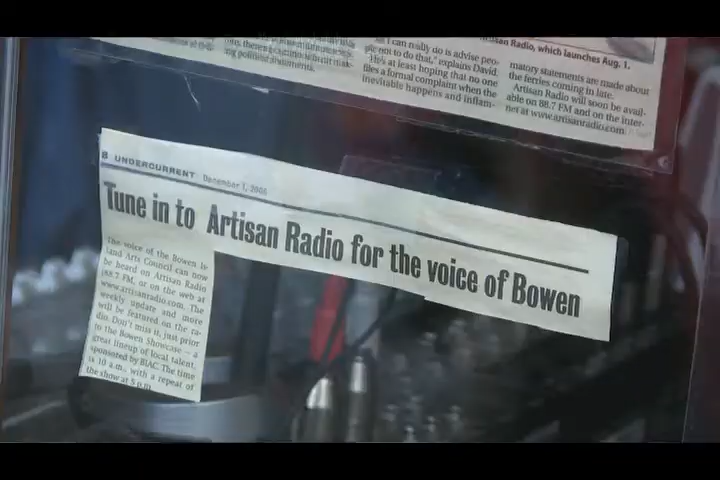 I can really do is advise peo-
ple not to do that," explains David.
He's at least hoping that no one
files a formal complaint when the
inevitable happens and inflam-
san Radio, which launches Aug. 1.
matory statements are made about
the ferries coming in late.
Artisan Radio will soon be avail-
able on 88.7 FM and on the inter-
net at www.artisanradio.com.
8 UNDERCURRENT December 1, 2005
Tune in to Artisan Radio for the voice of Bowen
The voice of the Bowen Is-
land Arts Council can now
be heard on Artisan Radio
(88.7 FM, or on the web at
www.artisanradio.com. The
weekly update and more
will be featured on the ra-
dio. Don't miss it, just prior
to the Bowen Showcase – a
great lineup of local talent,
sponsored by BIAC. The time
is 10 a.m., with a repeat of
the show at 5 p.m.